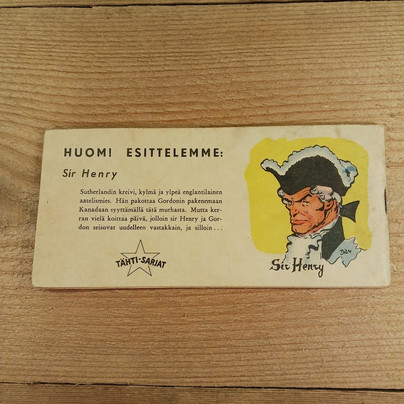 HUOM! ESITTELEMME:
Sir Henry
Sutherlandin kreivi, kylmä ja ylpeä englantilainen
aatelismies. Hän pakottaa Gordonin pakenemaan
Kanadaan syyttämällä tätä murhasta. Mutta ker-
ran vielä koittaa päivä, jolloin sir Henry ja Gor-
don seisovat uudelleen vastakkain, ja silloin...
TÄHTI-SARJAT
Sir Henry